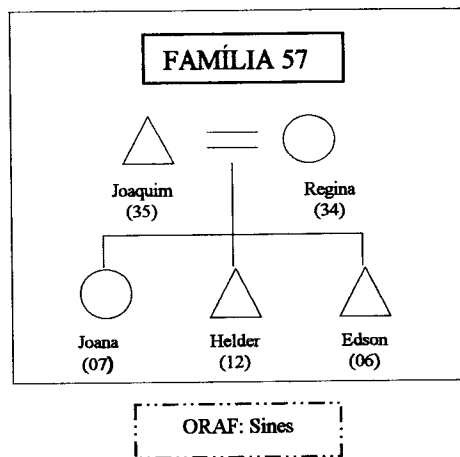 FAMÍLIA 57
Joaquim Regina
(35) (34)
Joana Helder Edson
(07) (12) (06)
ORAF: Sines